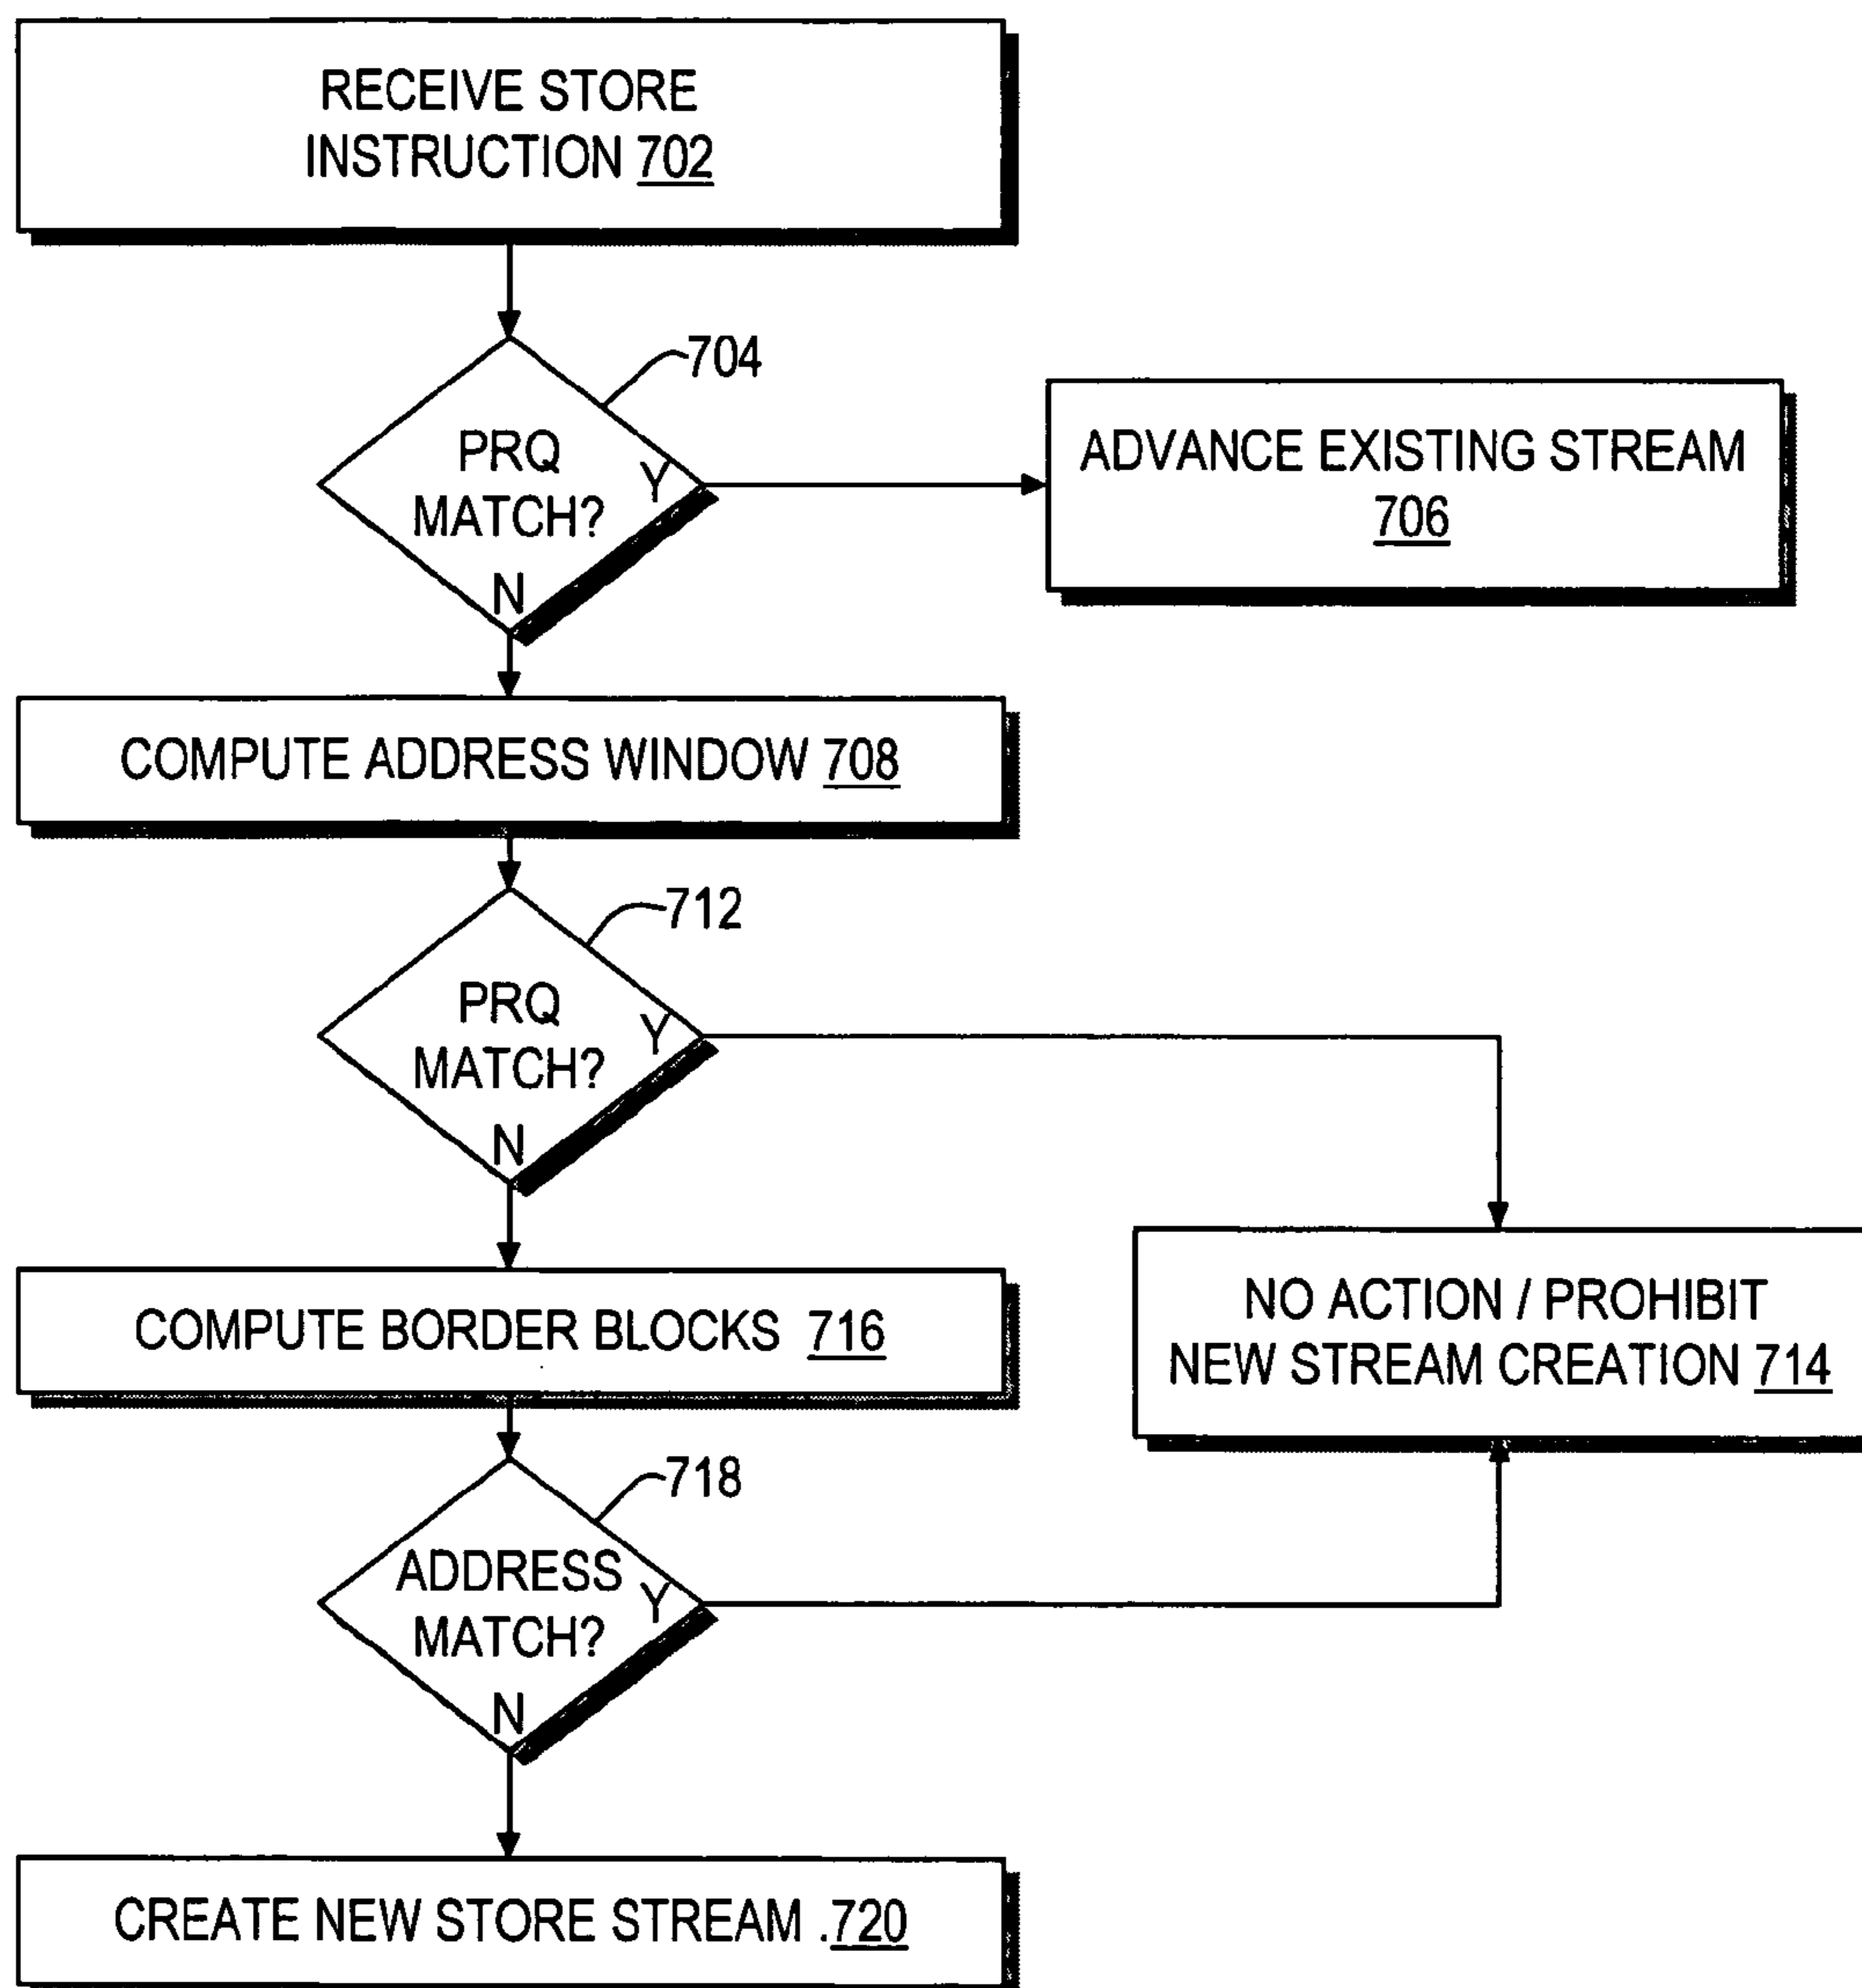 RECEIVE STORE
INSTRUCTION 702
704
PRQ
MATCH?
Y
N
ADVANCE EXISTING STREAM
706
COMPUTE ADDRESS WINDOW 708
712
PRQ
MATCH?
Y
N
COMPUTE BORDER BLOCKS 716
NO ACTION / PROHIBIT
NEW STREAM CREATION 714
718
ADDRESS
MATCH?
Y
N
CREATE NEW STORE STREAM .720